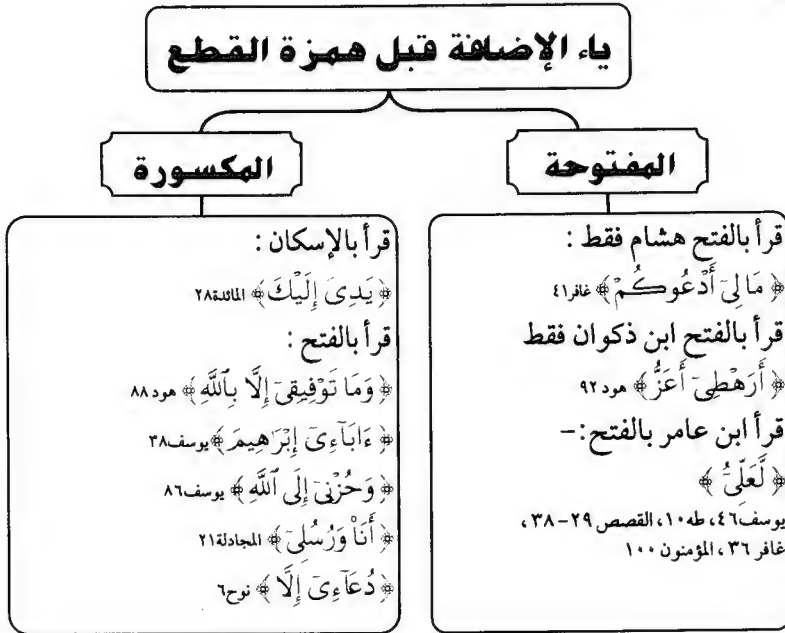 ياء الإضافة قبل همزة القطع
المفتوحة
قرأ بالفتح هشام فقط :
﴿ مَا لِىٓ أَدْعُوكُمْ ﴾ غافر٤١
قرأ بالفتح ابن ذكوان فقط
﴿ أَرَهْطِىٓ أَعَزُّ ﴾ هود٩٢
قرأ ابن عامر بالفتح:-
﴿ لَّعَلِّىٓ ﴾
يوسف٤٦، طه١٠، القصص ٢٩-٣٨ ،
غافر ٣٦ ، المؤمنون ١٠٠
المكسورة
قرأ بالإسكان :
﴿ يَدِىَ إِلَيْكَ ﴾ المائدة٢٨
قرأ بالفتح :
﴿ وَمَا تَوْفِيقِىٓ إِلَّا بِٱللَّهِ ﴾ هود٨٨
﴿ ءَابَآءِىٓ إِبْرَٰهِيمَ ﴾ يوسف٣٨
﴿ وَحُزْنِىٓ إِلَى ٱللَّهِ ﴾ يوسف٨٦
﴿ أَنَا۠ وَرُسُلِىٓ ﴾ المجادلة٢١
﴿ دُعَآءِىٓ إِلَّا ﴾ نوح٦